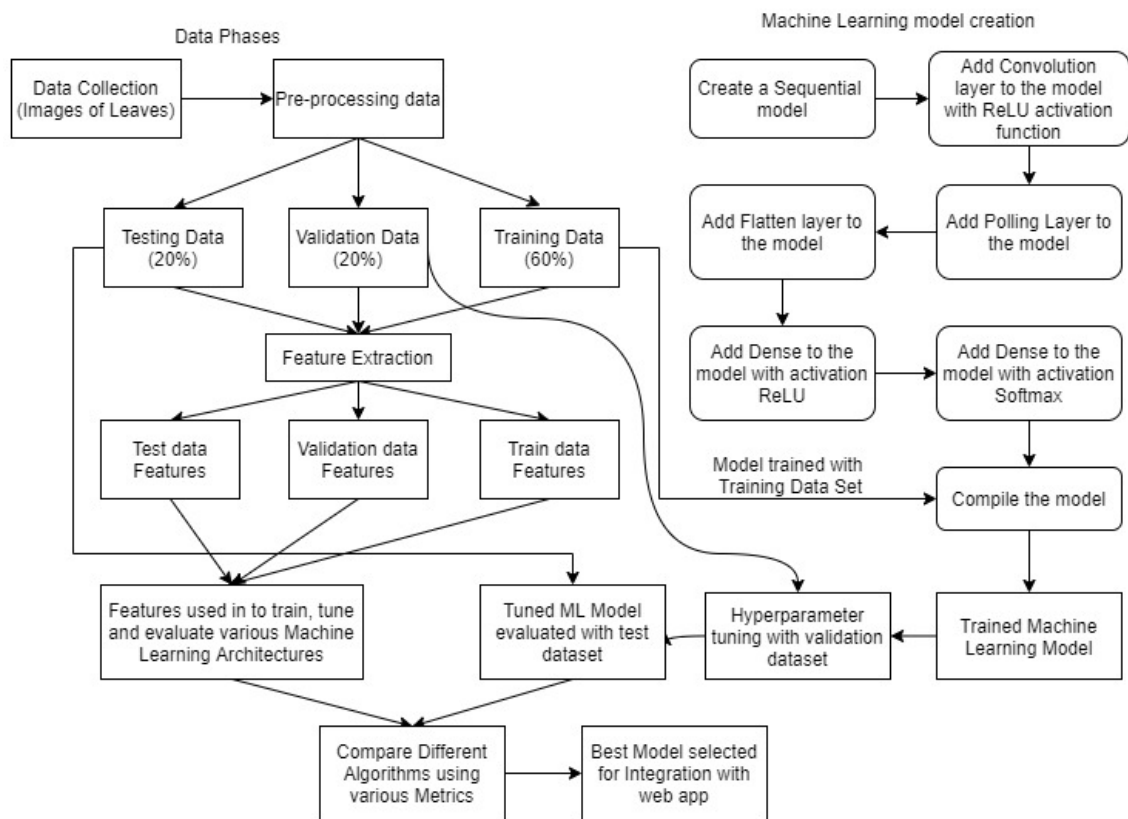 Data Phases
Machine Learning model creation
Data Collection
(Images of Leaves)
Pre-processing data
Create a Sequential
model
Add Convolution
layer to the model
with ReLU activation
function
Testing Data
(20%)
Validation Data
(20%)
Training Data
(60%)
Add Flatten layer to
the model
Add Polling Layer to
the model
Feature Extraction
Add Dense to the
model with activation
ReLU
Add Dense to the
model with activation
Softmax
Test data
Features
Validation data
Features
Train data
Features
Model trained with
Training Data Set
Compile the model
Features used in to train, tune
and evaluate various Machine
Learning Architectures
Tuned ML Model
evaluated with test
dataset
Hyperparameter
tuning with validation
dataset
Trained Machine
Learning Model
Compare Different
Algorithms using
various Metrics
Best Model selected
for Integration with
web app